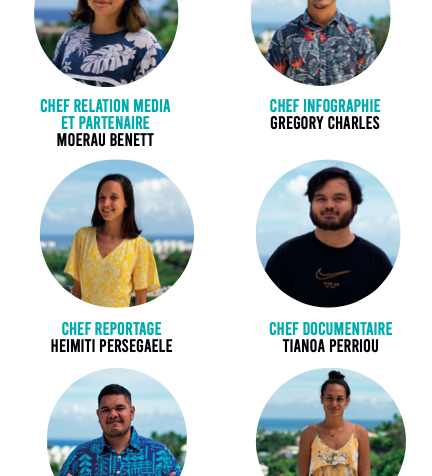 CHEF RELATION MEDIA
ET PARTENAIRE
MOERAU BENETT
CHEF INFOGRAPHIE
GREGORY CHARLES
CHEF REPORTAGE
HEIMITI PERSEGAELE
CHEF DOCUMENTAIRE
TIANOA PERRIOU